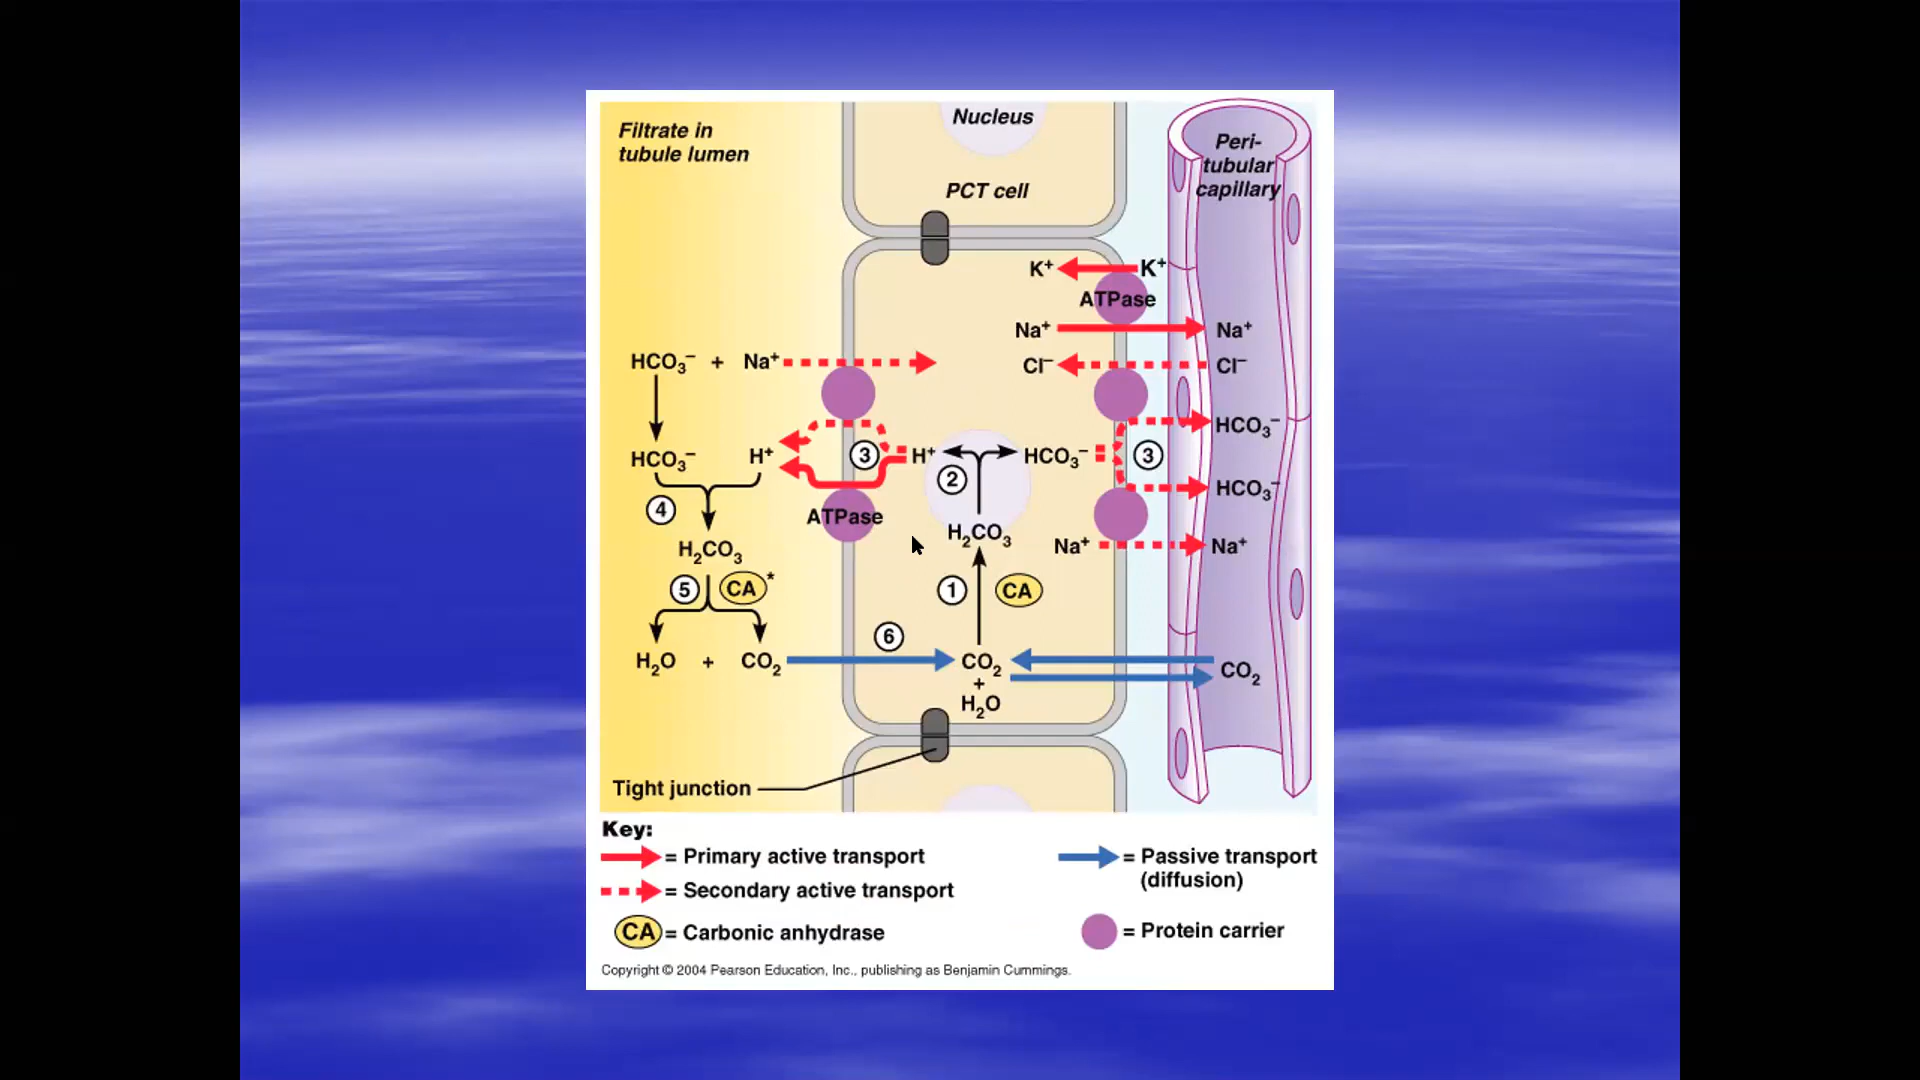 Filtrate in
tubule lumen
Nucleus
PCT cell
Peri-
tubular
capillary
K⁺ K⁺
ATPase
Na⁺ Na⁺
HCO₃⁻ + Na⁺
Cl⁻ Cl⁻
HCO₃⁻
HCO₃⁻ H⁺ 3 H⁺ HCO₃⁻ 3
2
HCO₃⁻
4
ATPase
H₂CO₃
Na⁺ Na⁺
H₂CO₃
5 CA*
1 CA
6
H₂O + CO₂
CO₂
+
H₂O
CO₂
Tight junction
Key:
= Primary active transport
= Secondary active transport
CA = Carbonic anhydrase
= Passive transport
(diffusion)
= Protein carrier
Copyright © 2004 Pearson Education, Inc., publishing as Benjamin Cummings.